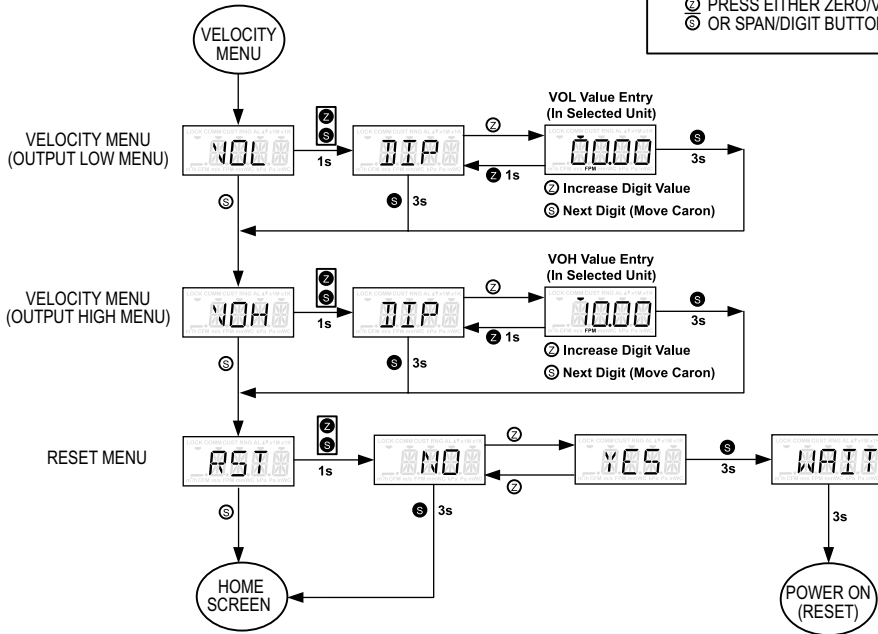 Ⓩ PRESS EITHER ZERO/V
Ⓢ OR SPAN/DIGIT BUTTO
VELOCITY
MENU
VELOCITY MENU
(OUTPUT LOW MENU)
VOL
Z
S
1s
DIP
Ⓩ
Z 1s
VOL Value Entry
(In Selected Unit)
00.00
FPM
S
3s
Ⓩ Increase Digit Value
Ⓢ Next Digit (Move Caron)
Ⓢ
S 3s
VELOCITY MENU
(OUTPUT HIGH MENU)
VOH
Z
S
1s
DIP
Ⓩ
Z 1s
VOH Value Entry
(In Selected Unit)
10.00
FPM
S
3s
Ⓩ Increase Digit Value
Ⓢ Next Digit (Move Caron)
Ⓢ
S 3s
RESET MENU
RST
Z
S
1s
NO
Ⓩ
Ⓩ
YES
S
3s
WAIT
Ⓢ
S 3s
3s
HOME
SCREEN
POWER ON
(RESET)